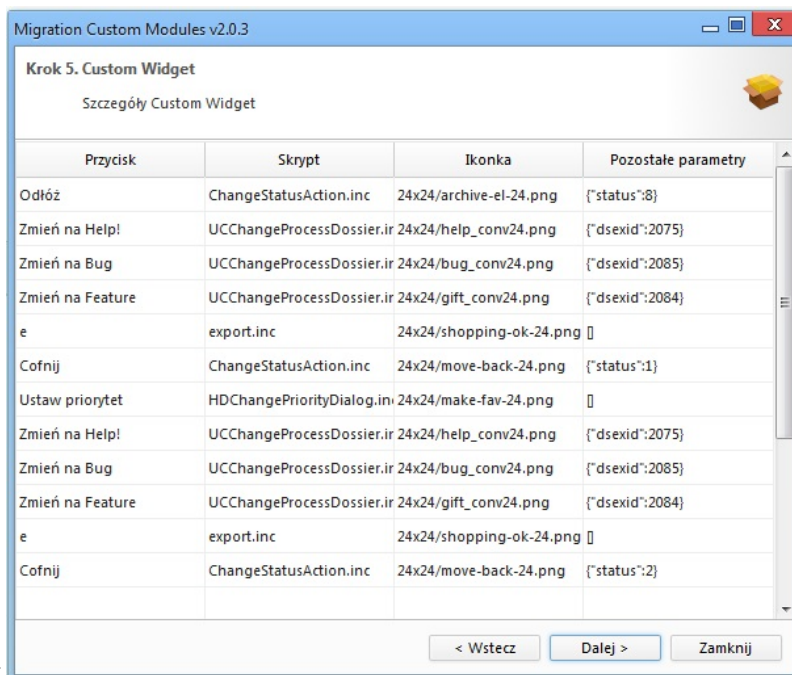 Migration Custom Modules v2.0.3
Krok 5. Custom Widget
Szczegóły Custom Widget
Przycisk Skrypt Ikonka Pozostałe parametry
Odłóż ChangeStatusAction.inc 24x24/archive-el-24.png {"status":8}
Zmień na Help! UCChangeProcessDossier.ir 24x24/help_conv24.png {"dsexid":2075}
Zmień na Bug UCChangeProcessDossier.ir 24x24/bug_conv24.png {"dsexid":2085}
Zmień na Feature UCChangeProcessDossier.ir 24x24/gift_conv24.png {"dsexid":2084}
e export.inc 24x24/shopping-ok-24.png []
Cofnij ChangeStatusAction.inc 24x24/move-back-24.png {"status":1}
Ustaw priorytet HDChangePriorityDialog.in 24x24/make-fav-24.png []
Zmień na Help! UCChangeProcessDossier.ir 24x24/help_conv24.png {"dsexid":2075}
Zmień na Bug UCChangeProcessDossier.ir 24x24/bug_conv24.png {"dsexid":2085}
Zmień na Feature UCChangeProcessDossier.ir 24x24/gift_conv24.png {"dsexid":2084}
e export.inc 24x24/shopping-ok-24.png []
Cofnij ChangeStatusAction.inc 24x24/move-back-24.png {"status":2}
< Wstecz Dalej > Zamknij